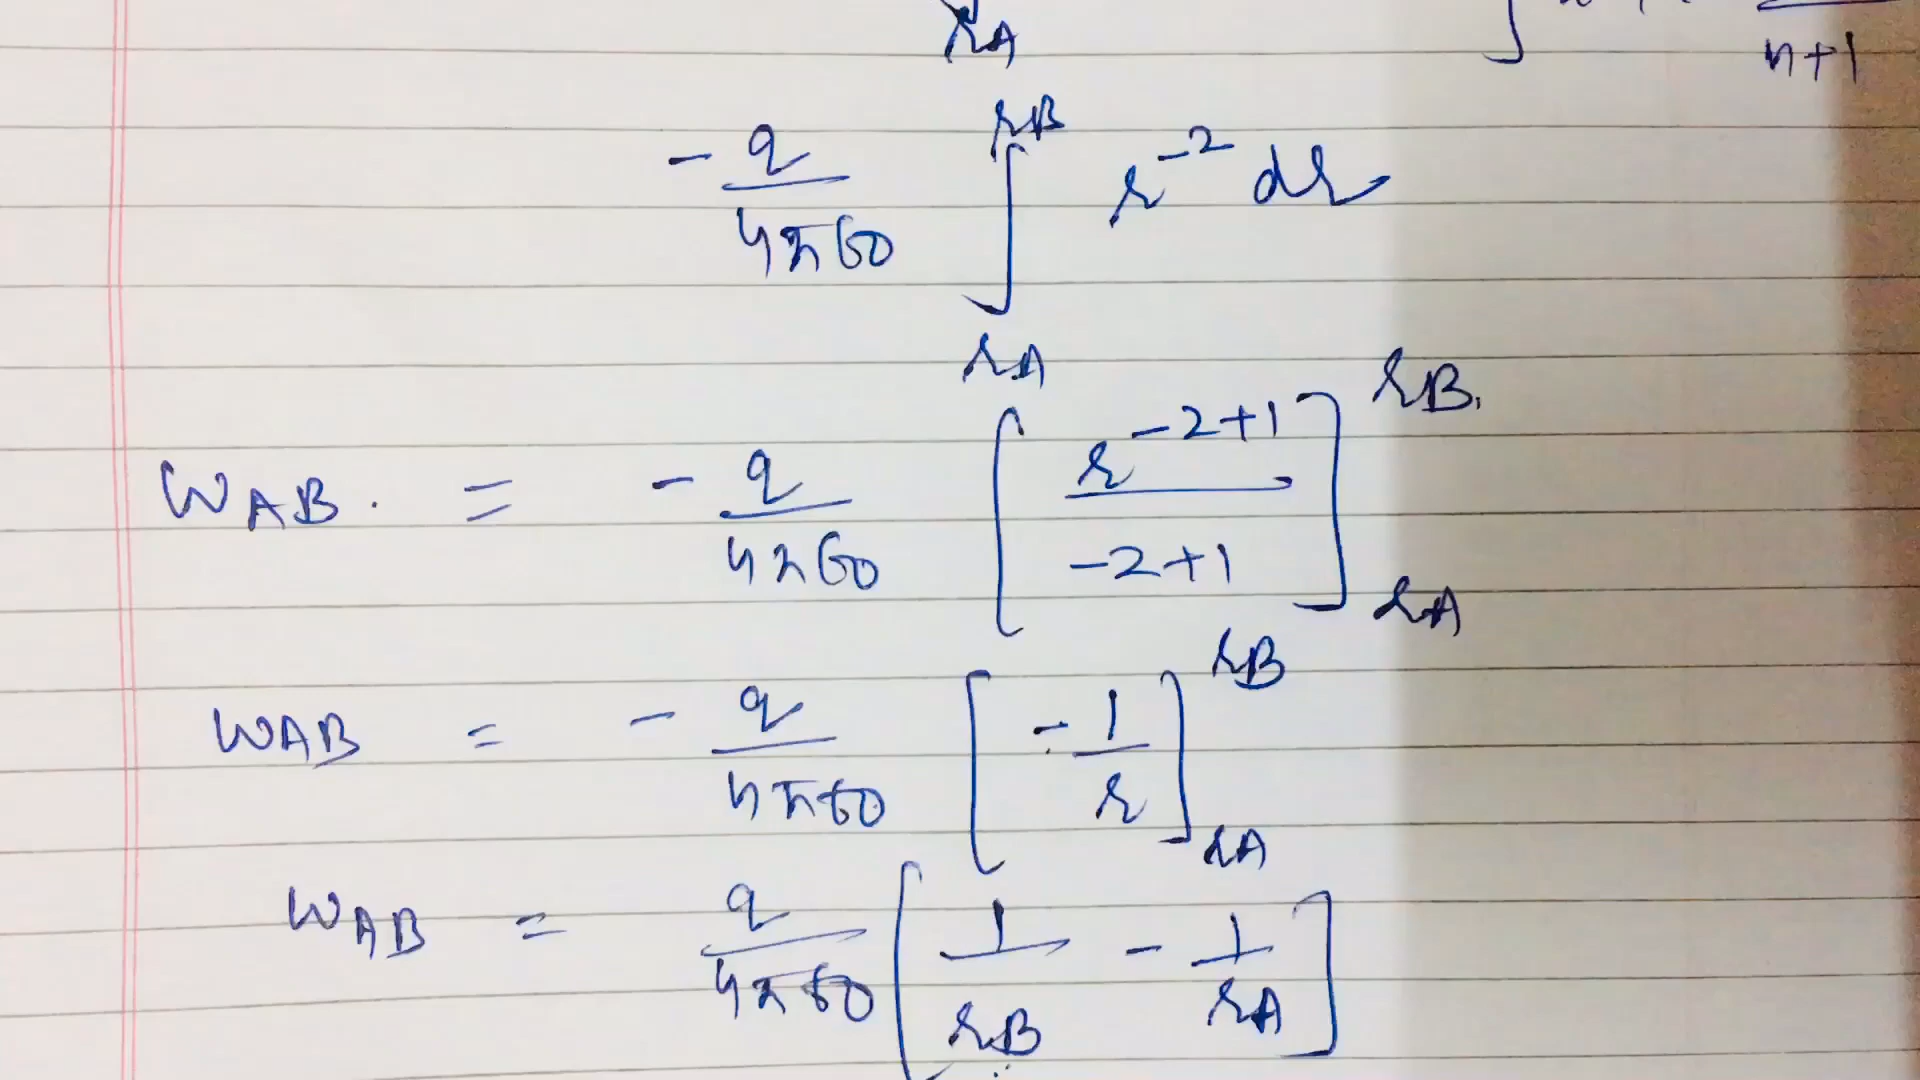 rA
n+1
- q/4πϵ0 ∫ rB rA r^-2 dr
WAB. = - q/4πϵ0 [ r^-2+1 / -2+1 ] rB, rA
WAB = - q/4πϵ0 [ - 1/r ] rB rA
WAB = q/4πϵ0 [ 1/rB - 1/rA ]